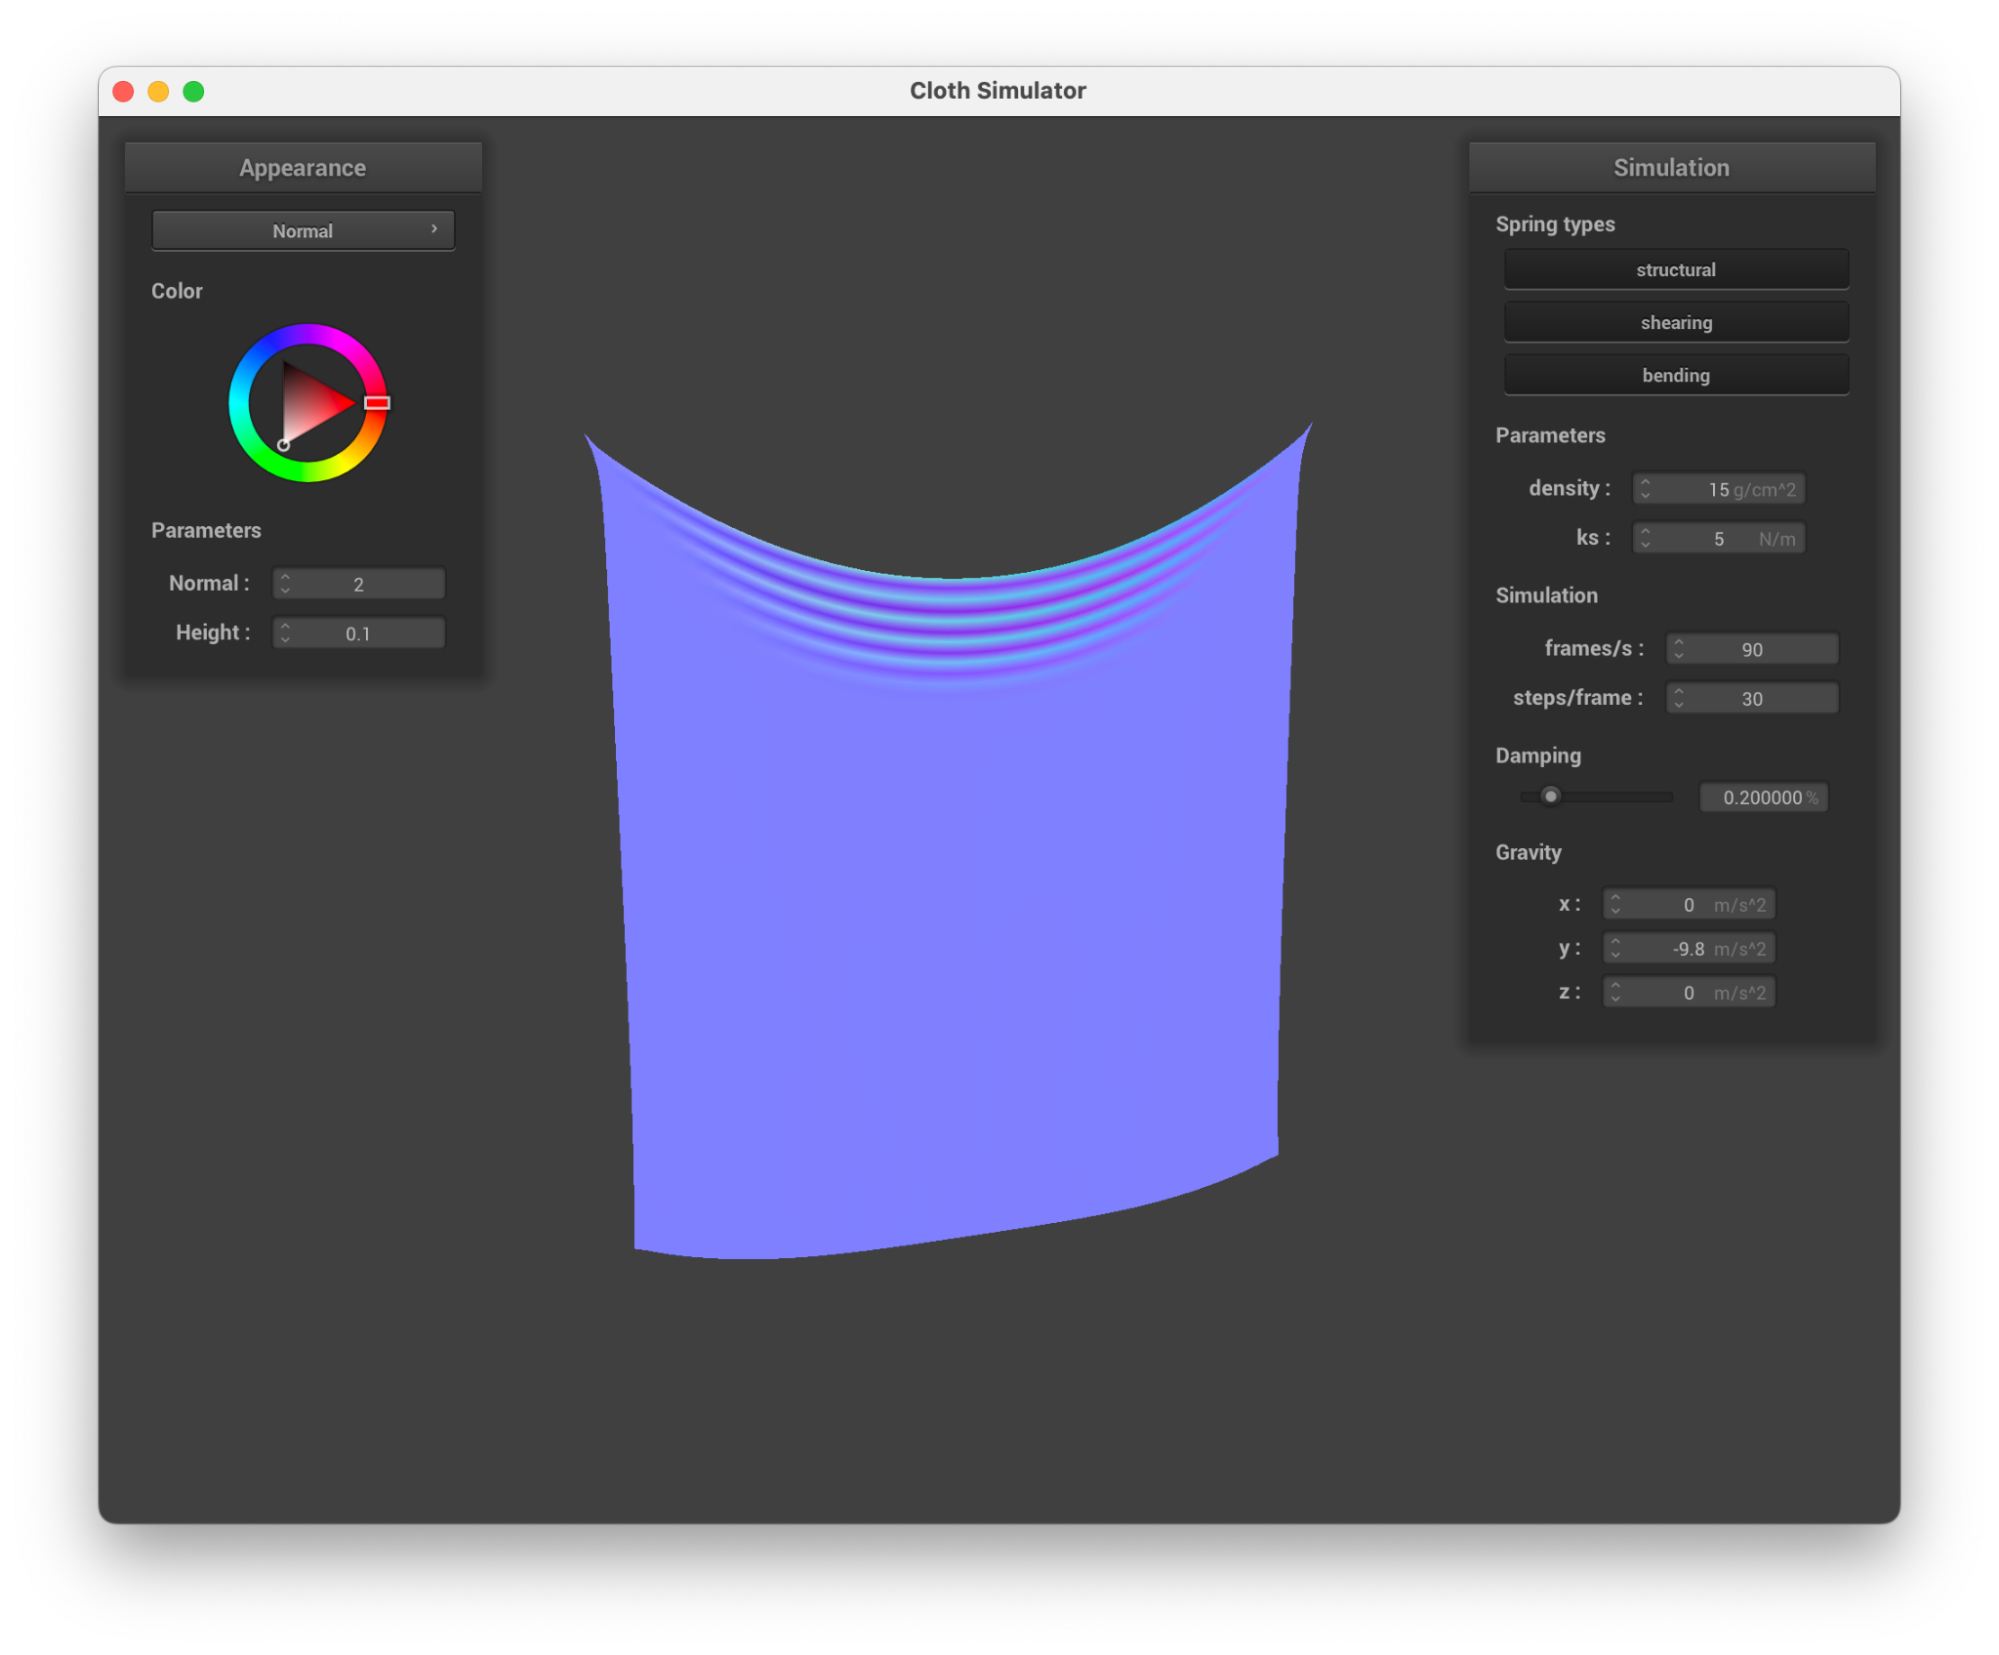 Cloth Simulator
Appearance
Normal
Color
Parameters
Normal : 2
Height : 0.1
Simulation
Spring types
structural
shearing
bending
Parameters
density : 15 g/cm^2
ks : 5 N/m
Simulation
frames/s : 90
steps/frame : 30
Damping
0.200000 %
Gravity
x : 0 m/s^2
y : -9.8 m/s^2
z : 0 m/s^2